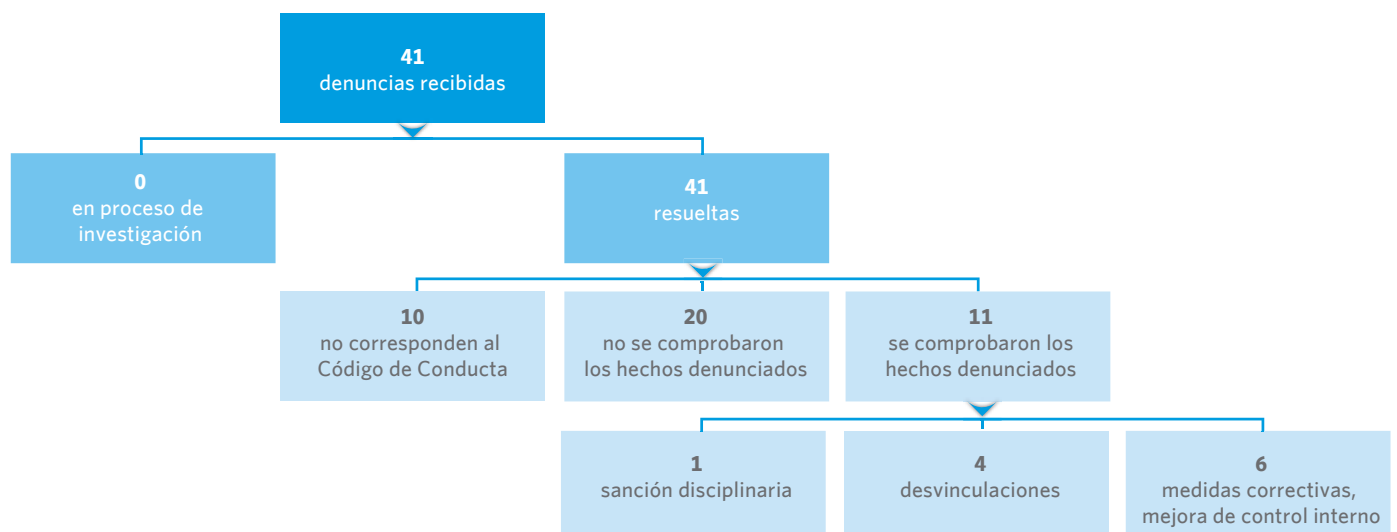 41
denuncias recibidas
0
en proceso de
investigación
41
resueltas
10
no corresponden al
Código de Conducta
20
no se comprobaron
los hechos denunciados
11
se comprobaron los
hechos denunciados
1
sanción disciplinaria
4
desvinculaciones
6
medidas correctivas,
mejora de control interno